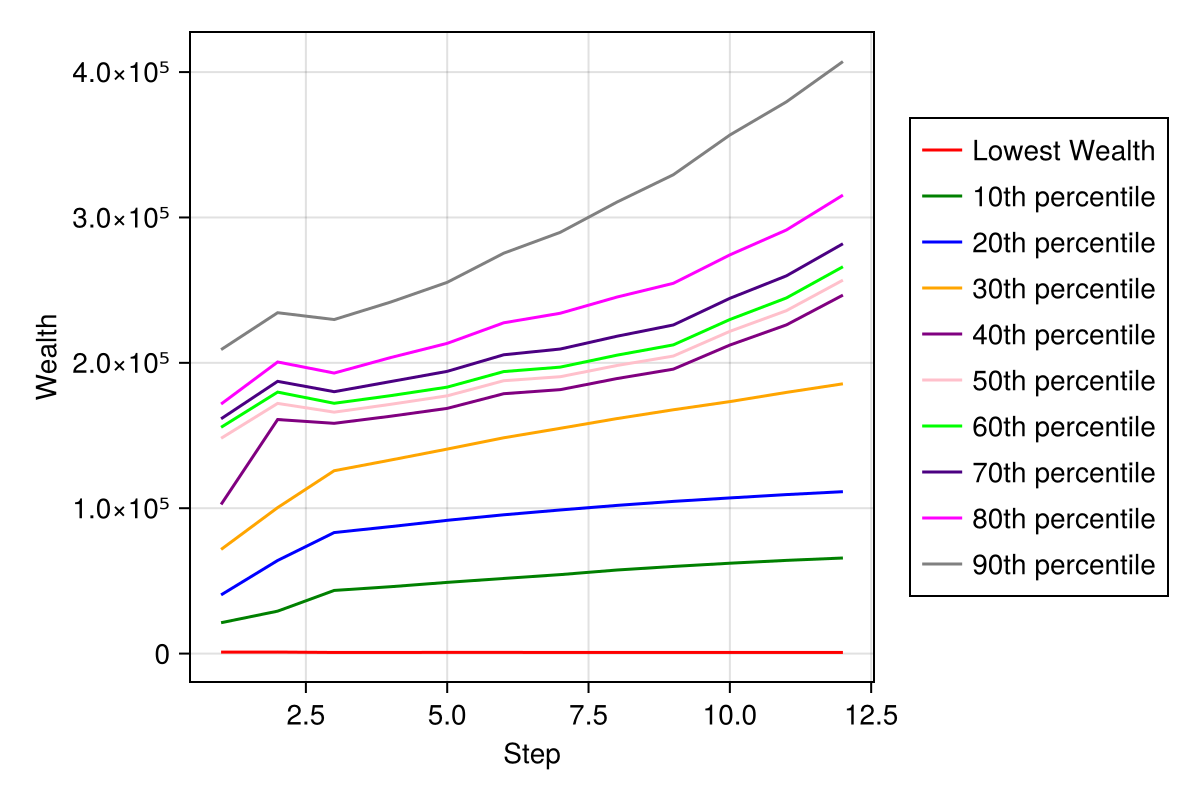 4.0×10⁵
3.0×10⁵
2.0×10⁵
1.0×10⁵
0
Wealth
2.5 5.0 7.5 10.0 12.5
Step
Lowest Wealth
10th percentile
20th percentile
30th percentile
40th percentile
50th percentile
60th percentile
70th percentile
80th percentile
90th percentile